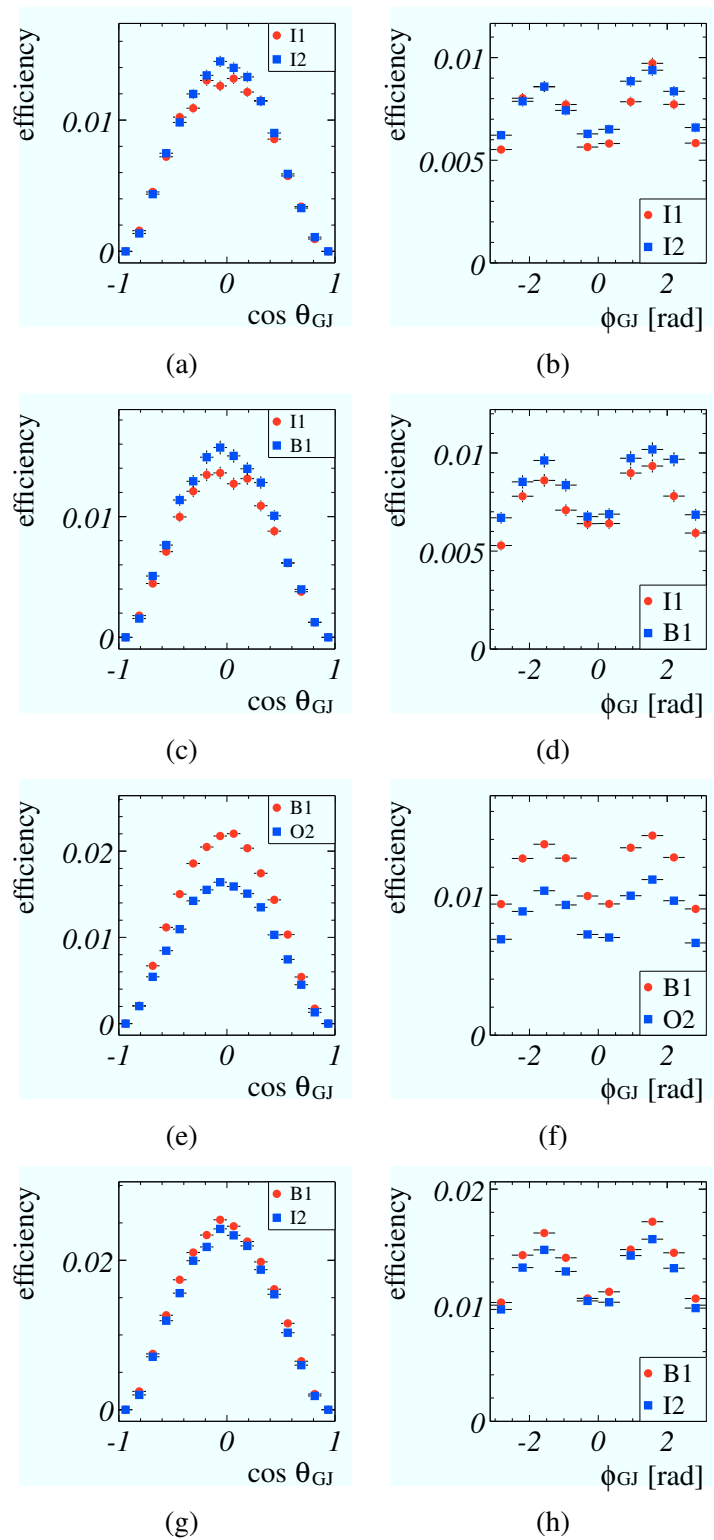 I1
I2
efficiency
0.01
0
-1 0 1
cos θGJ
(a)
0.01
efficiency
0.005
I1
I2
0
-2 0 2
ϕGJ [rad]
(b)
I1
B1
efficiency
0.01
0
-1 0 1
cos θGJ
(c)
0.01
efficiency
0.005
I1
B1
0
-2 0 2
ϕGJ [rad]
(d)
B1
O2
efficiency
0.02
0.01
0
-1 0 1
cos θGJ
(e)
efficiency
0.01
B1
O2
0
-2 0 2
ϕGJ [rad]
(f)
B1
I2
efficiency
0.02
0
-1 0 1
cos θGJ
(g)
0.02
efficiency
0.01
B1
I2
0
-2 0 2
ϕGJ [rad]
(h)